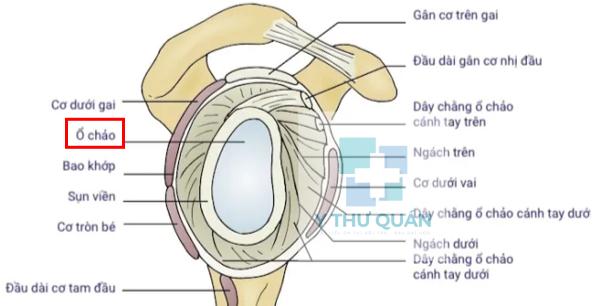 Gân cơ trên gai
Đầu dài gân cơ nhị đầu
Cơ dưới gai
Dây chằng ổ chảo
cánh tay trên
Ổ chảo
Ngách trên
Bao khớp
Cơ dưới vai
Sụn viền
Y THƯ QUÁN
Dây chằng ổ chảo cánh tay dướ
Cơ tròn bé
Ngách dưới
Dây chằng ổ chảo
cánh tay dưới
Đầu dài cơ tam đầu